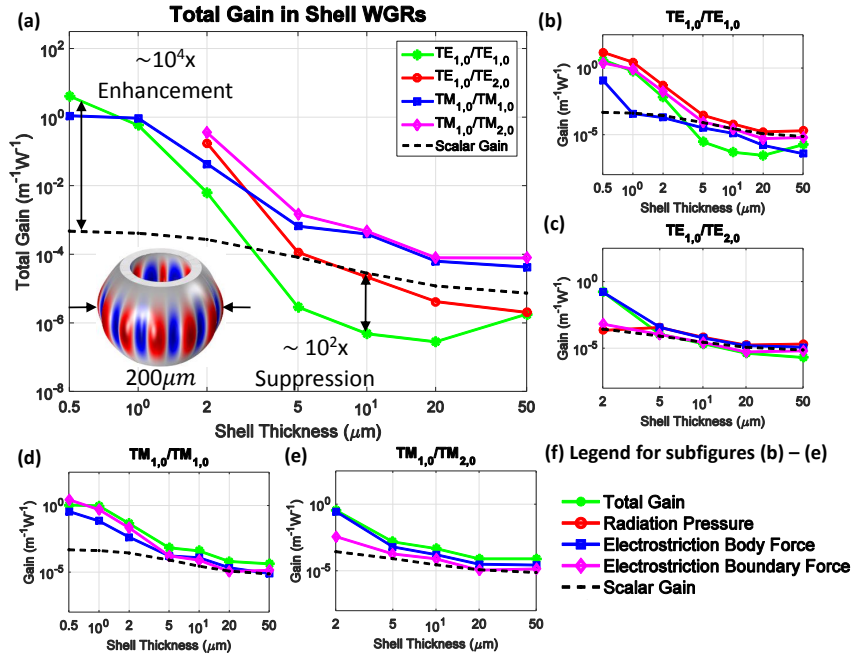 (a)
Total Gain in Shell WGRs
Total Gain (m⁻¹W⁻¹)
10²
10⁰
10⁻²
10⁻⁴
10⁻⁶
10⁻⁸
~10⁴x
Enhancement
TE₁,₀/TE₁,₀
TE₁,₀/TE₂,₀
TM₁,₀/TM₁,₀
TM₁,₀/TM₂,₀
Scalar Gain
200μm
~ 10²x
Suppression
0.5 10⁰ 2 5 10¹ 20 50
Shell Thickness (μm)
(b)
TE₁,₀/TE₁,₀
Gain (m⁻¹W⁻¹)
10⁰
10⁻⁵
0.5 10⁰ 2 5 10¹ 20 50
Shell Thickness (μm)
(c)
TE₁,₀/TE₂,₀
Gain (m⁻¹W⁻¹)
10⁰
10⁻⁵
2 5 10¹ 20 50
Shell Thickness (μm)
(d)
TM₁,₀/TM₁,₀
Gain (m⁻¹W⁻¹)
10⁰
10⁻⁵
0.5 10⁰ 2 5 10¹ 20 50
Shell Thickness (μm)
(e)
TM₁,₀/TM₂,₀
Gain (m⁻¹W⁻¹)
10⁰
10⁻⁵
2 5 10¹ 20 50
Shell Thickness (μm)
(f) Legend for subfigures (b) – (e)
Total Gain
Radiation Pressure
Electrostriction Body Force
Electrostriction Boundary Force
Scalar Gain